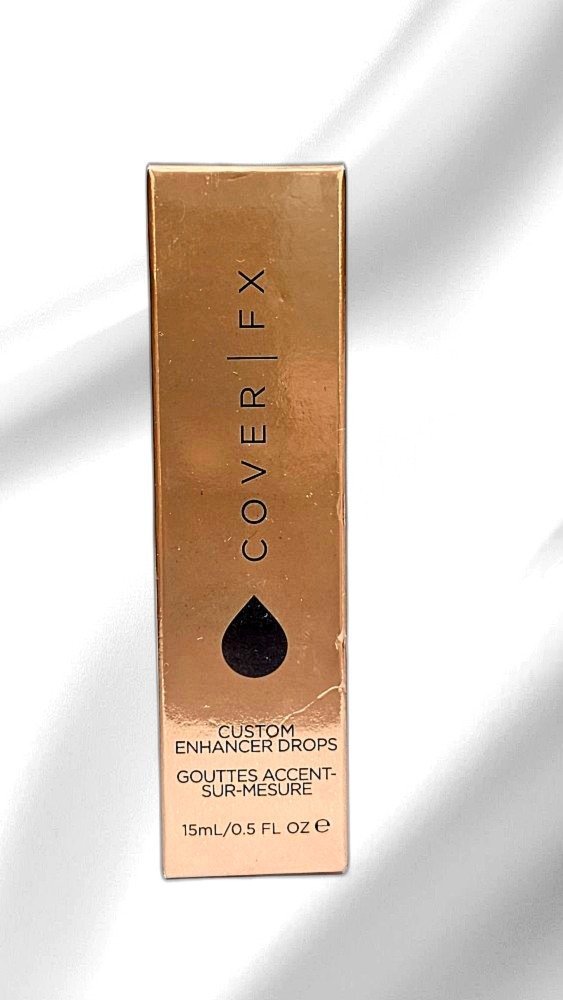 COVER | FX
CUSTOM
ENHANCER DROPS
GOUTTES ACCENT-
SUR-MESURE
15mL/0.5 FL OZ ℮